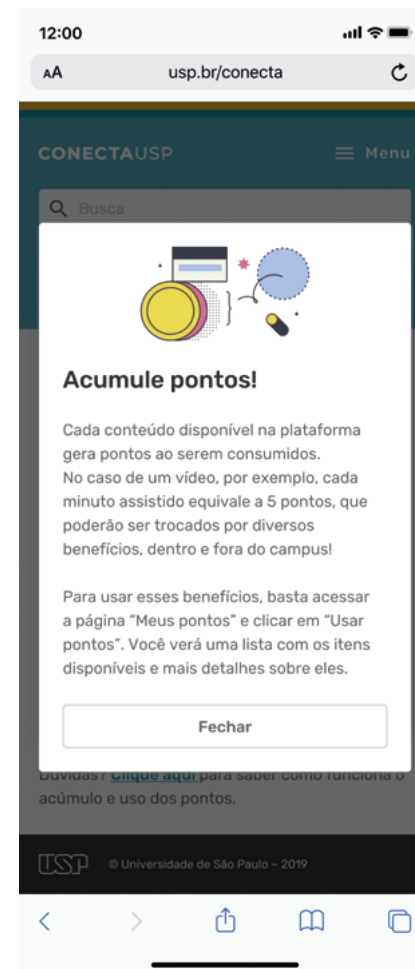 12:00
AA usp.br/conecta
CONECTAUSP Menu
Busca
Acumule pontos!
Cada conteúdo disponível na plataforma
gera pontos ao serem consumidos.
No caso de um vídeo, por exemplo, cada
minuto assistido equivale a 5 pontos, que
poderão ser trocados por diversos
benefícios, dentro e fora do campus!
Para usar esses benefícios, basta acessar
a página “Meus pontos” e clicar em “Usar
pontos”. Você verá uma lista com os itens
disponíveis e mais detalhes sobre eles.
Fechar
Dúvidas? Clique aqui para saber como funciona o
acúmulo e uso dos pontos.
USP © Universidade de São Paulo – 2019